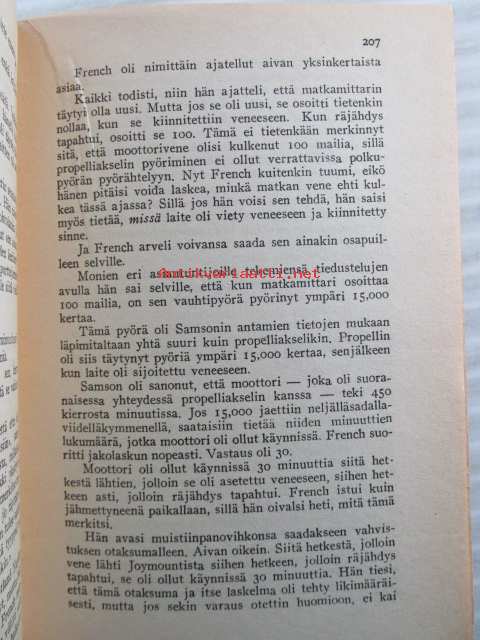 207
French oli nimittäin ajatellut aivan yksinkertaista
asiaa.
Kaikki todisti, niin hän ajatteli, että matkamittarin
täytyi olla uusi. Mutta jos se oli uusi, se osoitti tietenkin
nollaa, kun se kiinnitettiin veneeseen. Kun räjähdys
tapahtui, osoitti se 100. Tämä ei tietenkään merkinnyt
sitä, että moottorivene olisi kulkenut 100 mailia, sillä
propelliakselin pyöriminen ei ollut verrattavissa polku-
pyörän pyörähtelyyn. Nyt French kuitenkin tuumi, eikö
hänen pitäisi voida laskea, minkä matkan vene ehti kul-
kea tässä ajassa? Sillä jos hän voisi sen tehdä, hän saisi
myös tietää, missä laite oli viety veneeseen ja kiinnitetty
sinne.
Ja French arveli voivansa saada sen ainakin osapuil-
leen selville.
Monien eri asiantuntijoille tekemiensä tiedustelujen
avulla hän sai selville, että kun matkamittari osoittaa
100 mailia, on sen vauhtipyörä pyörinyt ympäri 15,000
kertaa.
Tämä pyörä oli Samsonin antamien tietojen mukaan
läpimitaltaan yhtä suuri kuin propelliakselikin. Propellin
oli siis täytynyt pyöriä ympäri 15,000 kertaa, senjälkeen
kun laite oli sijoitettu veneeseen.
Samson oli sanonut, että moottori — joka oli suora-
naisessa yhteydessä propelliakselin kanssa — teki 450
kierrosta minuutissa. Jos 15,000 jaettiin neljälläsadalla-
viidelläkymmenellä, saataisiin tietää niiden minuuttien
lukumäärä, jotka moottori oli ollut käynnissä. French suo-
ritti jakolaskun nopeasti. Vastaus oli 30.
Moottori oli ollut käynnissä 30 minuuttia siitä het-
kestä lähtien, jolloin se oli asetettu veneeseen, siihen het-
keen asti, jolloin räjähdys tapahtui. French istui kuin
jähmettyneenä paikallaan, sillä hän oivalsi heti, mitä tämä
merkitsi.
Hän avasi muistiinpanovihkonsa saadakseen vahvis-
tuksen otaksumalleen. Aivan oikein. Siitä hetkestä, jolloin
vene lähti Joymountista siihen hetkeen, jolloin räjähdys
tapahtui, se oli ollut käynnissä 30 minuuttia. Hän tiesi,
että tämä otaksuma ja itse laskelma oli tehty likimääräi-
sesti, mutta jos sekin varaus otettiin huomioon, ei kai